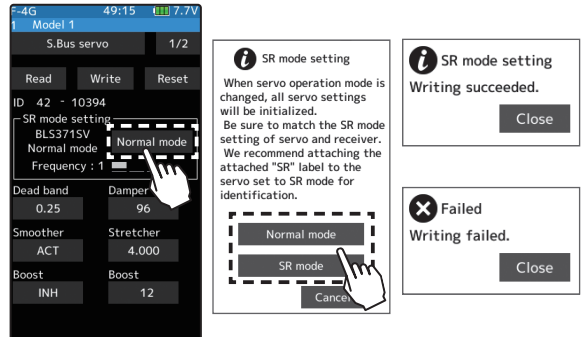 F-4G 49:15 7.7V
1 Model 1
S.Bus servo 1/2
Read Write Reset
ID 42 - 10394
SR mode setting
BLS371SV
Normal mode
Normal mode
Frequency : 1
Dead band Damper
0.25 96
Smoother Stretcher
ACT 4.000
Boost Boost
INH 12
SR mode setting
When servo operation mode is
changed, all servo settings
will be initialized.
Be sure to match the SR mode
setting of servo and receiver.
We recommend attaching the
attached "SR" label to the
servo set to SR mode for
identification.
Normal mode
SR mode
Cancel
SR mode setting
Writing succeeded.
Close
Failed
Writing failed.
Close